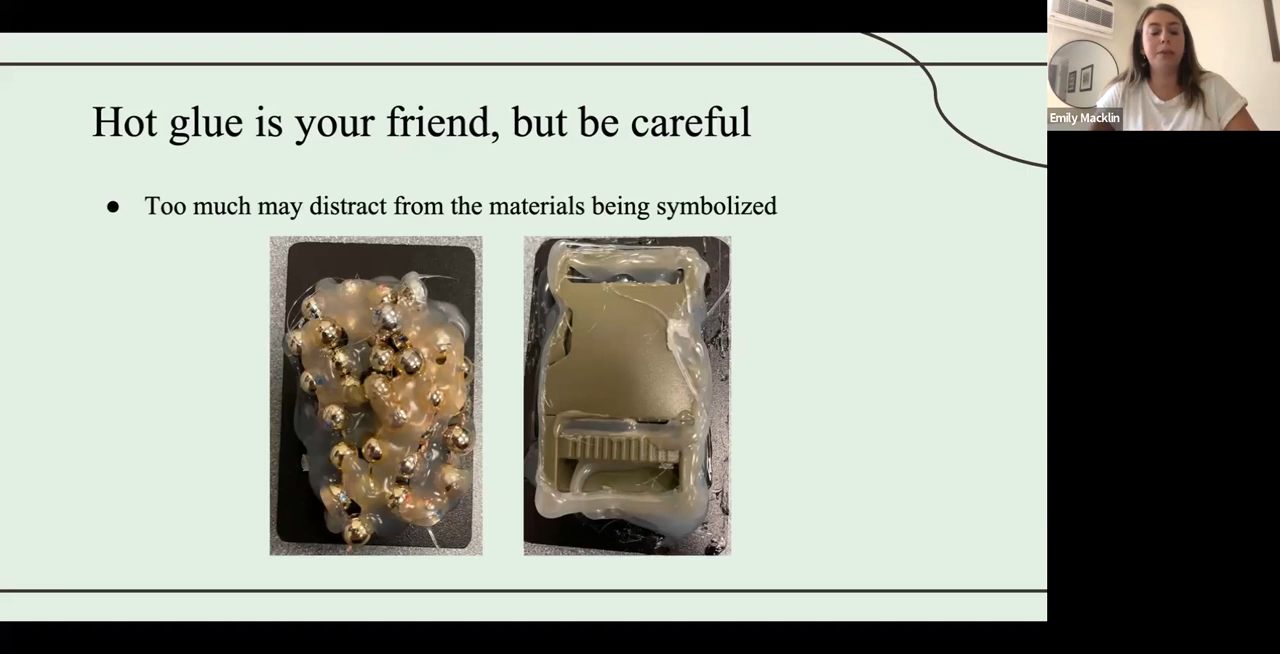 Hot glue is your friend, but be careful
● Too much may distract from the materials being symbolized
Emily Macklin